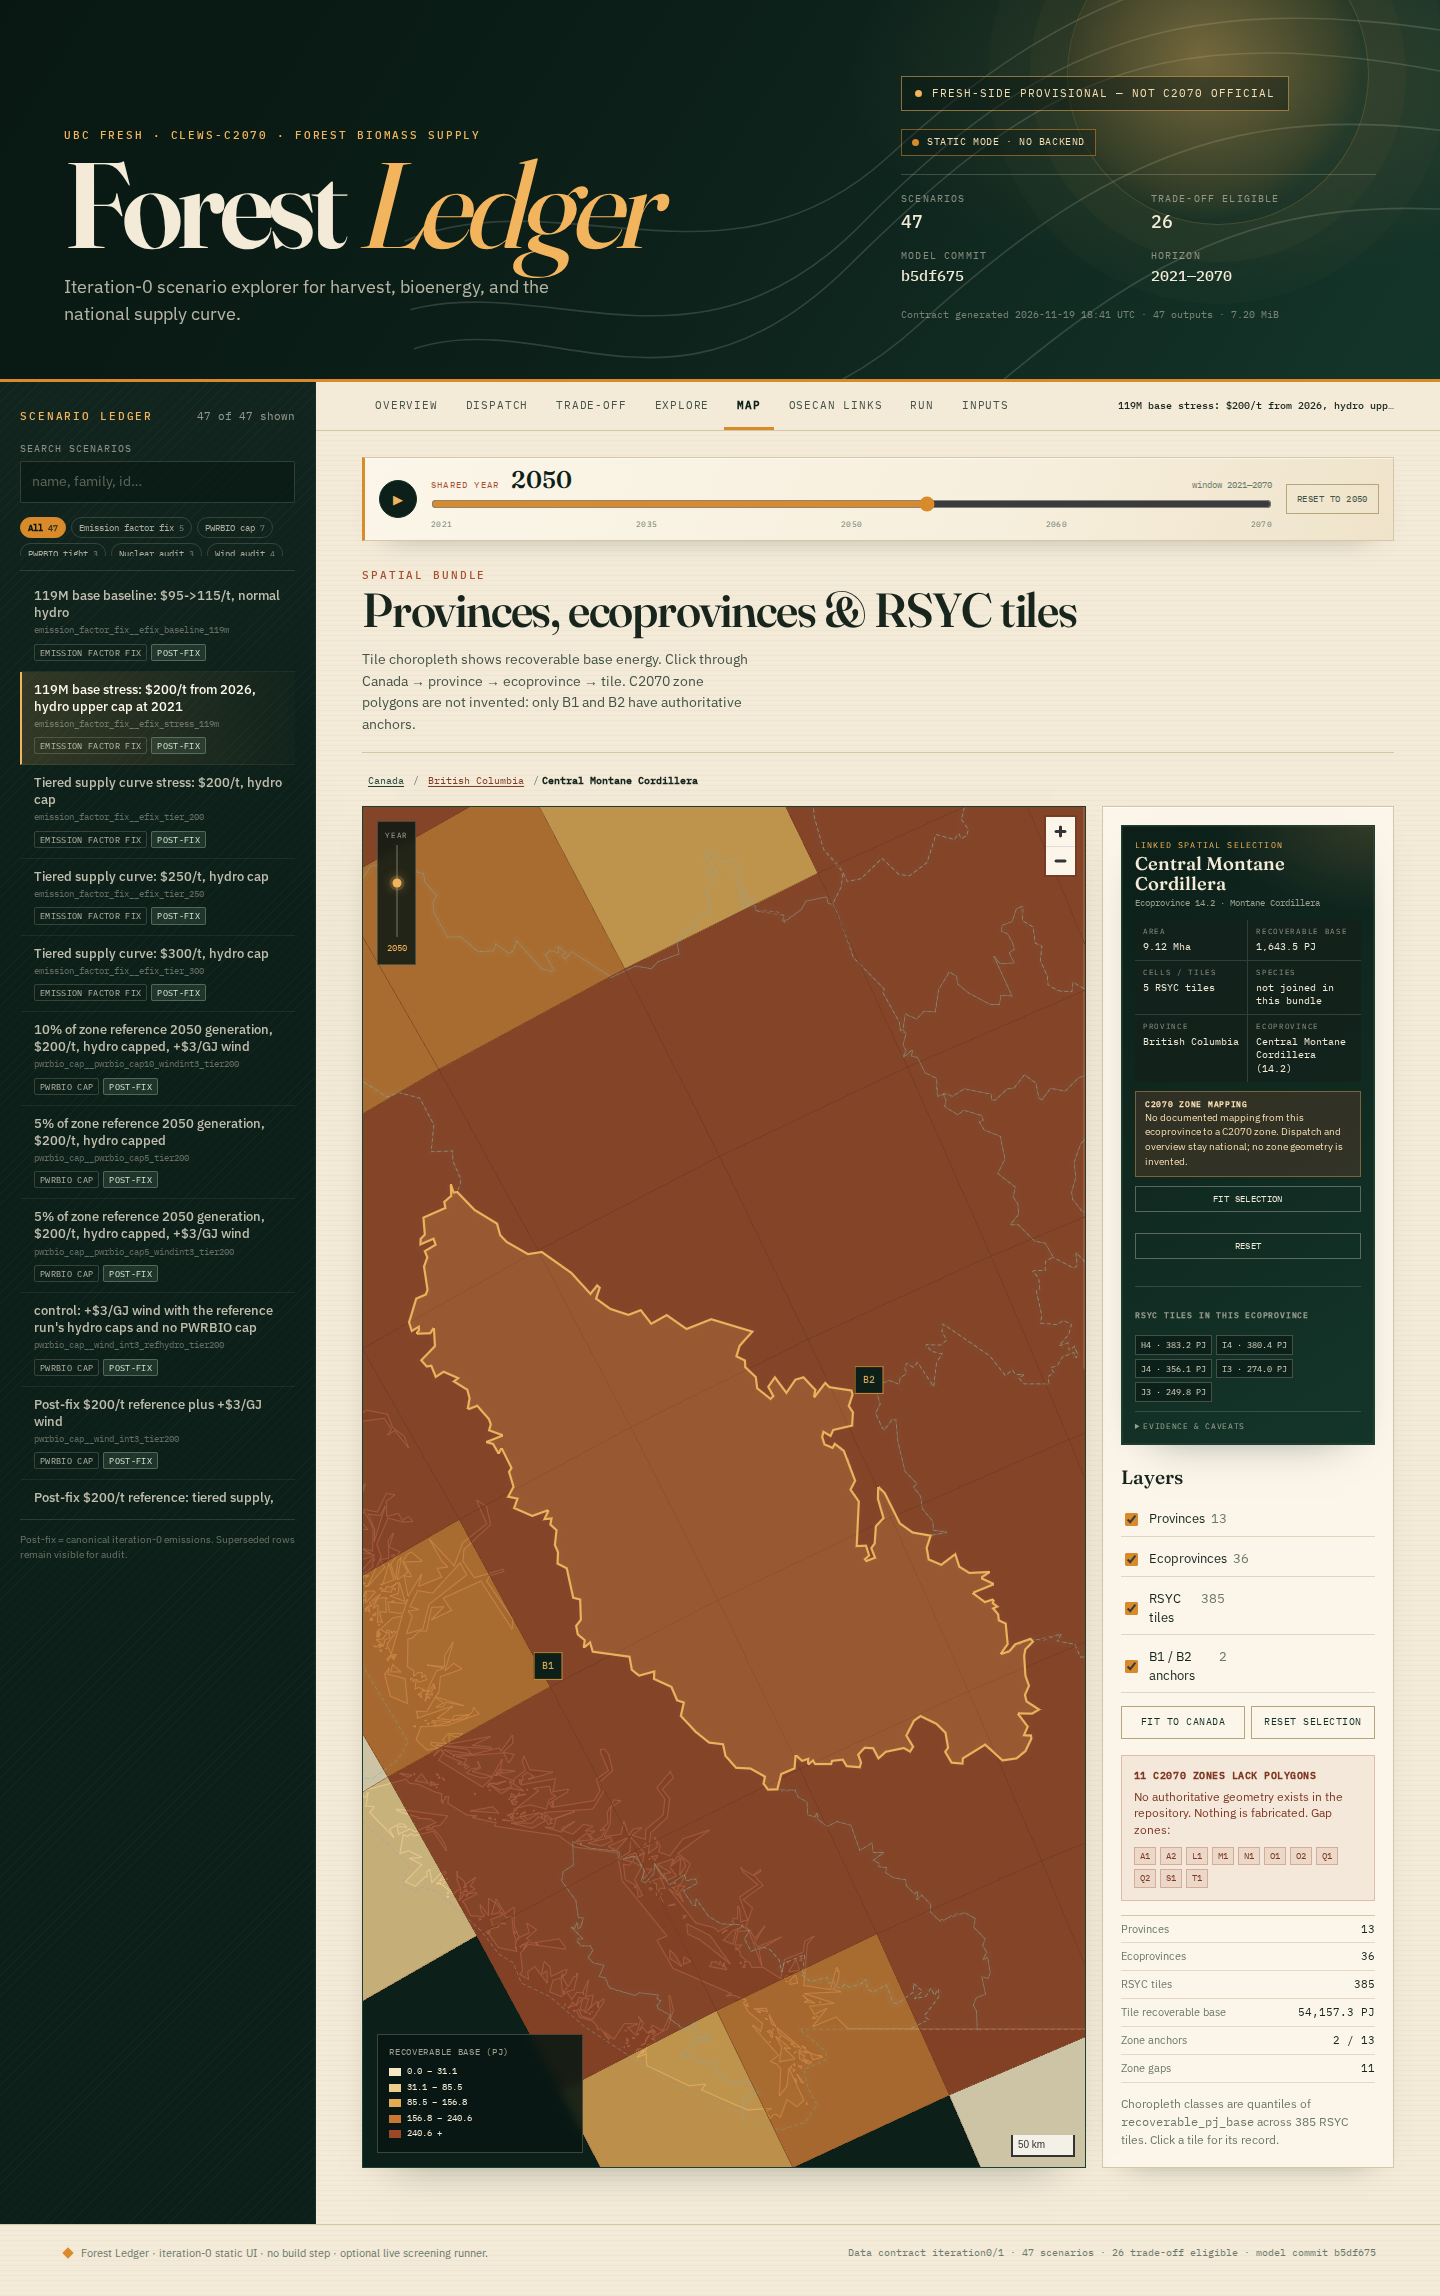 UBC FRESH · CLEWS-C2070 · FOREST BIOMASS SUPPLY
Forest Ledger
Iteration-0 scenario explorer for harvest, bioenergy, and the
national supply curve.
FRESH-SIDE PROVISIONAL — NOT C2070 OFFICIAL
STATIC MODE · NO BACKEND
SCENARIOS
47
TRADE-OFF ELIGIBLE
26
MODEL COMMIT
b5df675
HORIZON
2021—2070
Contract generated 2026-11-19 18:41 UTC · 47 outputs · 7.20 MiB
SCENARIO LEDGER
47 of 47 shown
SEARCH SCENARIOS
name, family, id…
All 47
Emission factor fix 5
PWRBIO cap 7
PWRBIO tight 3
Nuclear audit 3
Wind audit 4
119M base baseline: $95->115/t, normal
hydro
emission_factor_fix__efix_baseline_119m
EMISSION FACTOR FIX
POST-FIX
119M base stress: $200/t from 2026,
hydro upper cap at 2021
emission_factor_fix__efix_stress_119m
EMISSION FACTOR FIX
POST-FIX
Tiered supply curve stress: $200/t, hydro
cap
emission_factor_fix__efix_tier_200
EMISSION FACTOR FIX
POST-FIX
Tiered supply curve: $250/t, hydro cap
emission_factor_fix__efix_tier_250
EMISSION FACTOR FIX
POST-FIX
Tiered supply curve: $300/t, hydro cap
emission_factor_fix__efix_tier_300
EMISSION FACTOR FIX
POST-FIX
10% of zone reference 2050 generation,
$200/t, hydro capped, +$3/GJ wind
pwrbio_cap__pwrbio_cap10_windint3_tier200
PWRBIO CAP
POST-FIX
5% of zone reference 2050 generation,
$200/t, hydro capped
pwrbio_cap__pwrbio_cap5_tier200
PWRBIO CAP
POST-FIX
5% of zone reference 2050 generation,
$200/t, hydro capped, +$3/GJ wind
pwrbio_cap__pwrbio_cap5_windint3_tier200
PWRBIO CAP
POST-FIX
control: +$3/GJ wind with the reference
run's hydro caps and no PWRBIO cap
pwrbio_cap__wind_int3_refhydro_tier200
PWRBIO CAP
POST-FIX
Post-fix $200/t reference plus +$3/GJ
wind
pwrbio_cap__wind_int3_tier200
PWRBIO CAP
POST-FIX
Post-fix $200/t reference: tiered supply,
Post-fix = canonical iteration-0 emissions. Superseded rows
remain visible for audit.
OVERVIEW
DISPATCH
TRADE-OFF
EXPLORE
MAP
OSECAN LINKS
RUN
INPUTS
119M base stress: $200/t from 2026, hydro upp…
SHARED YEAR 2050
window 2021–2070
2021
2035
2050
2060
2070
RESET TO 2050
SPATIAL BUNDLE
Provinces, ecoprovinces & RSYC tiles
Tile choropleth shows recoverable base energy. Click through
Canada → province → ecoprovince → tile. C2070 zone
polygons are not invented: only B1 and B2 have authoritative
anchors.
Canada / British Columbia / Central Montane Cordillera
YEAR
2050
+
−
B2
B1
RECOVERABLE BASE (PJ)
0.0 – 31.1
31.1 – 85.5
85.5 – 156.8
156.8 – 240.6
240.6 +
50 km
LINKED SPATIAL SELECTION
Central Montane
Cordillera
Ecoprovince 14.2 · Montane Cordillera
AREA
9.12 Mha
RECOVERABLE BASE
1,643.5 PJ
CELLS / TILES
5 RSYC tiles
SPECIES
not joined in
this bundle
PROVINCE
British Columbia
ECOPROVINCE
Central Montane
Cordillera
(14.2)
C2070 ZONE MAPPING
No documented mapping from this
ecoprovince to a C2070 zone. Dispatch and
overview stay national; no zone geometry is
invented.
FIT SELECTION
RESET
RSYC TILES IN THIS ECOPROVINCE
H4 · 383.2 PJ
I4 · 380.4 PJ
J4 · 356.1 PJ
I3 · 274.0 PJ
J3 · 249.8 PJ
EVIDENCE & CAVEATS
Layers
Provinces 13
Ecoprovinces 36
RSYC
tiles
385
B1 / B2
anchors
2
FIT TO CANADA
RESET SELECTION
11 C2070 ZONES LACK POLYGONS
No authoritative geometry exists in the
repository. Nothing is fabricated. Gap
zones:
A1 A2 L1 M1 N1 O1 O2 Q1
Q2 S1 T1
Provinces 13
Ecoprovinces 36
RSYC tiles 385
Tile recoverable base 54,157.3 PJ
Zone anchors 2 / 13
Zone gaps 11
Choropleth classes are quantiles of
recoverable_pj_base across 385 RSYC
tiles. Click a tile for its record.
Forest Ledger · iteration-0 static UI · no build step · optional live screening runner.
Data contract iteration0/1 · 47 scenarios · 26 trade-off eligible · model commit b5df675